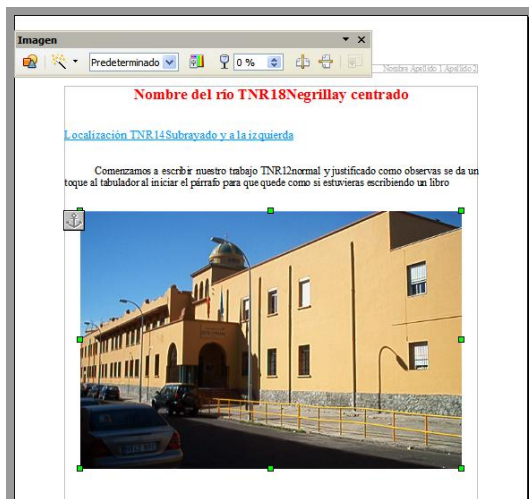 Imagen
Predeterminado
0 %
Nombre Apellido 1 Apellido 2
Nombre del río TNR18Negrillay centrado
Localización TNR14Subrayado y a la izquierda
Comenzamos a escribir nuestro trabajo TNR12normal y justificado como observas se da un
toque al tabulador al iniciar el párrafo para que quede como si estuvieras escribiendo un libro